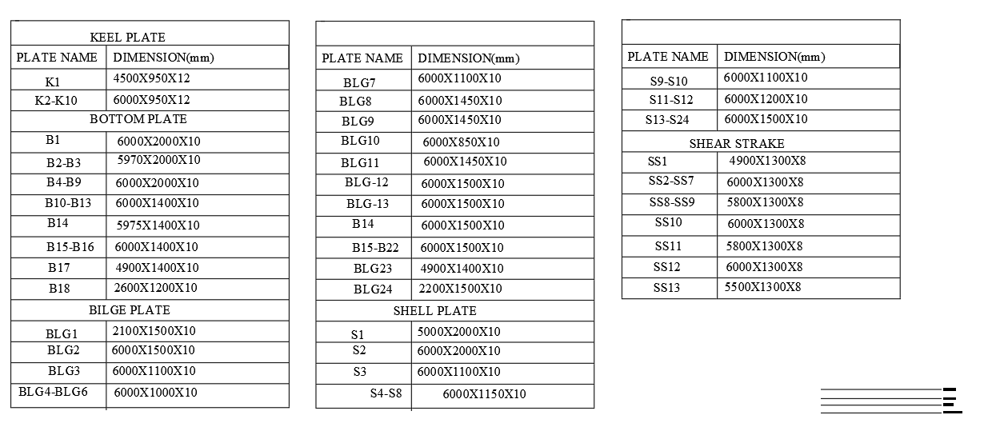 KEEL PLATE
PLATE NAME DIMENSION(mm)
K1 4500X950X12
K2-K10 6000X950X12
BOTTOM PLATE
B1 6000X2000X10
B2-B3 5970X2000X10
B4-B9 6000X2000X10
B10-B13 6000X1400X10
B14 5975X1400X10
B15-B16 6000X1400X10
B17 4900X1400X10
B18 2600X1200X10
BILGE PLATE
BLG1 2100X1500X10
BLG2 6000X1500X10
BLG3 6000X1100X10
BLG4-BLG6 6000X1000X10
PLATE NAME DIMENSION(mm)
BLG7 6000X1100X10
BLG8 6000X1450X10
BLG9 6000X1450X10
BLG10 6000X850X10
BLG11 6000X1450X10
BLG-12 6000X1500X10
BLG-13 6000X1500X10
B14 6000X1500X10
B15-B22 6000X1500X10
BLG23 4900X1400X10
BLG24 2200X1500X10
SHELL PLATE
S1 5000X2000X10
S2 6000X2000X10
S3 6000X1100X10
S4-S8 6000X1150X10
PLATE NAME DIMENSION(mm)
S9-S10 6000X1100X10
S11-S12 6000X1200X10
S13-S24 6000X1500X10
SHEAR STRAKE
SS1 4900X1300X8
SS2-SS7 6000X1300X8
SS8-SS9 5800X1300X8
SS10 6000X1300X8
SS11 5800X1300X8
SS12 6000X1300X8
SS13 5500X1300X8